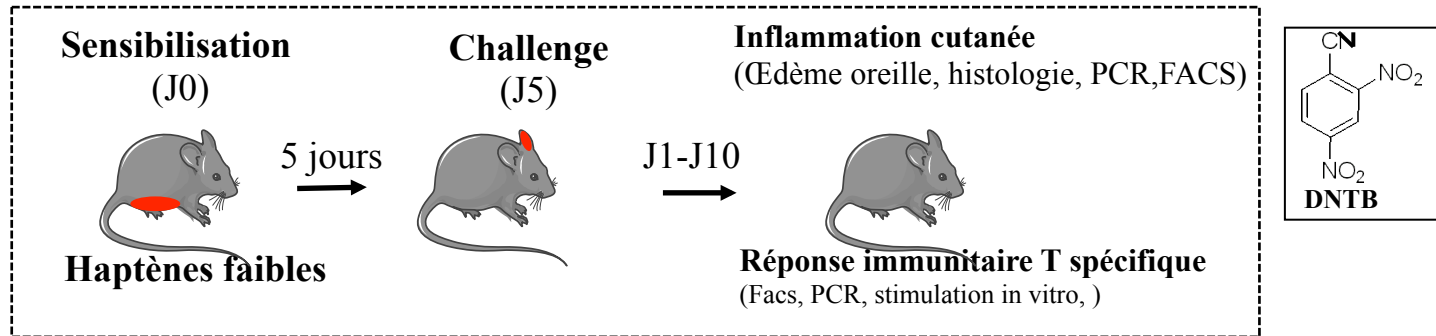 Sensibilisation
(J0)
5 jours
Haptènes faibles
Challenge
(J5)
J1-J10
Inflammation cutanée
(Œdème oreille, histologie, PCR,FACS)
Réponse immunitaire T spécifique
(Facs, PCR, stimulation in vitro, )
CN
NO2
NO2
DNTB